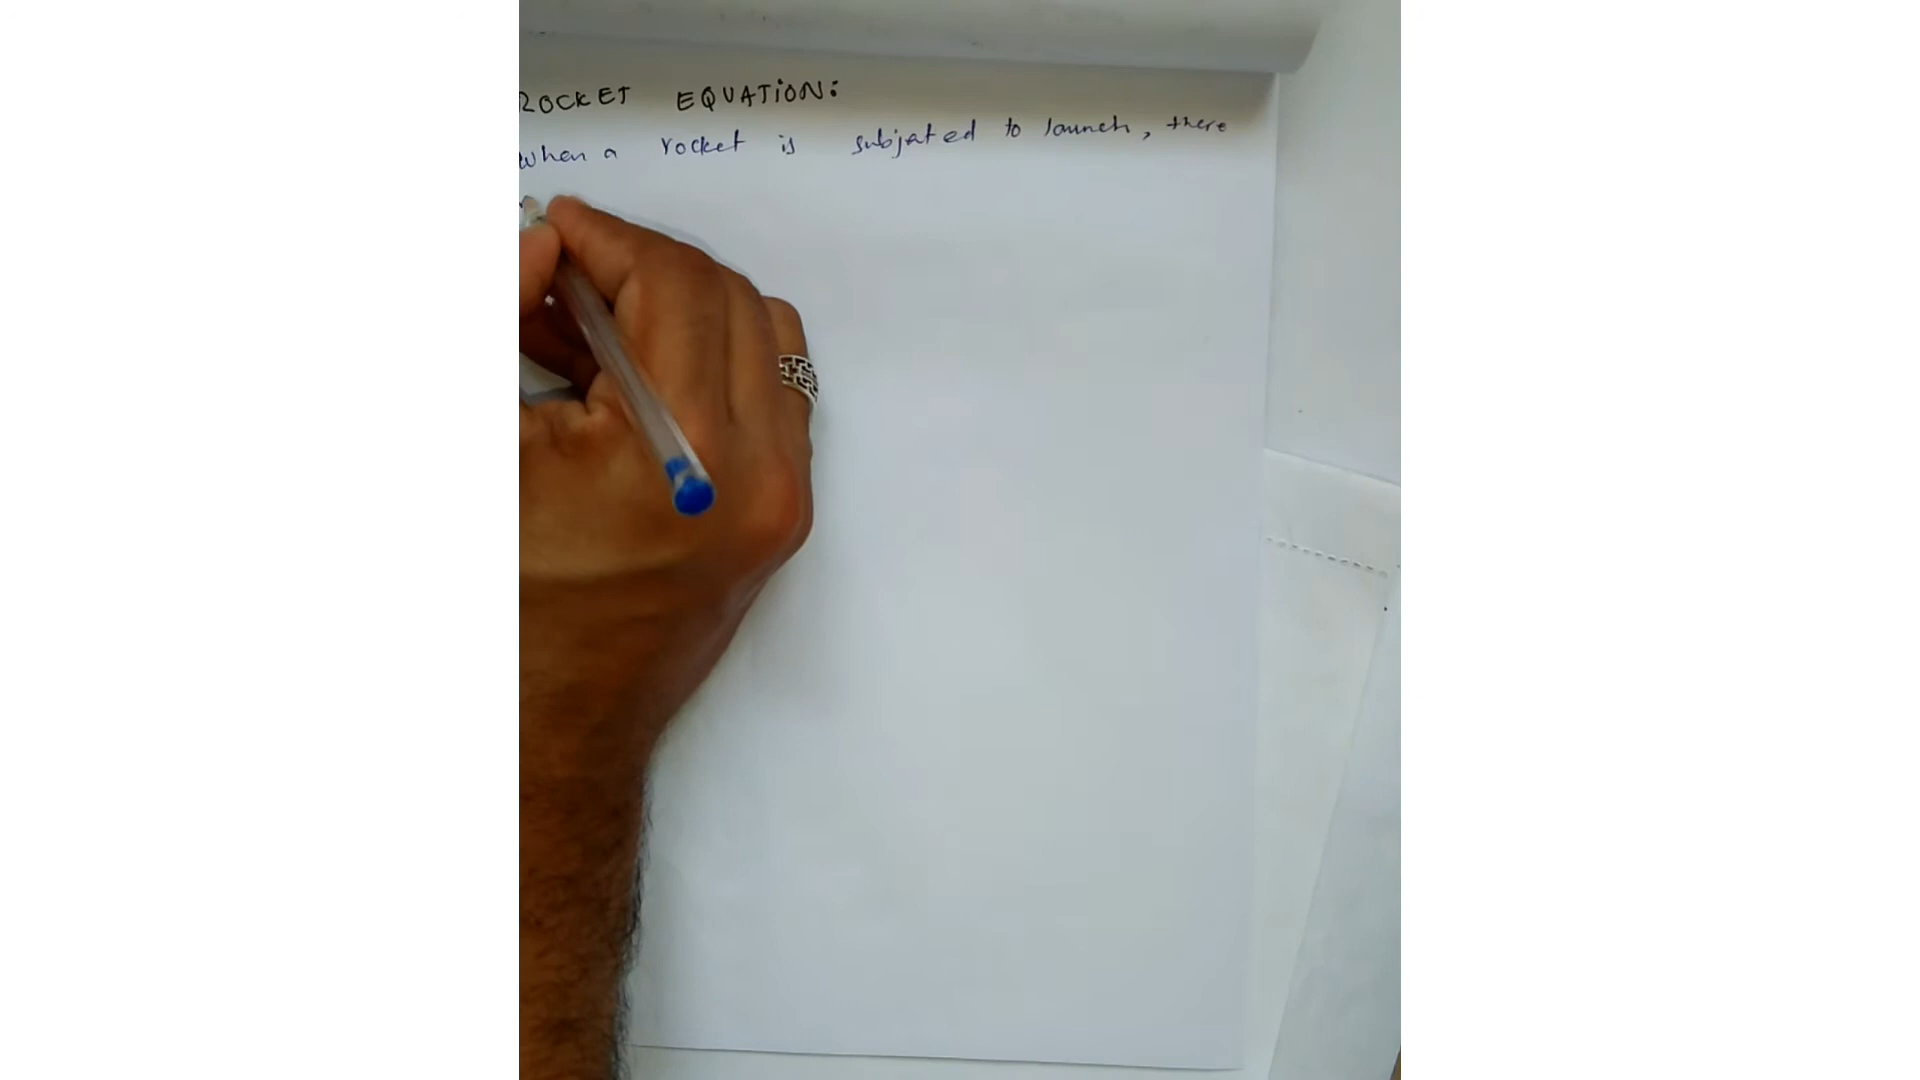 ROCKET EQUATION:
When a rocket is subjated to launch, there